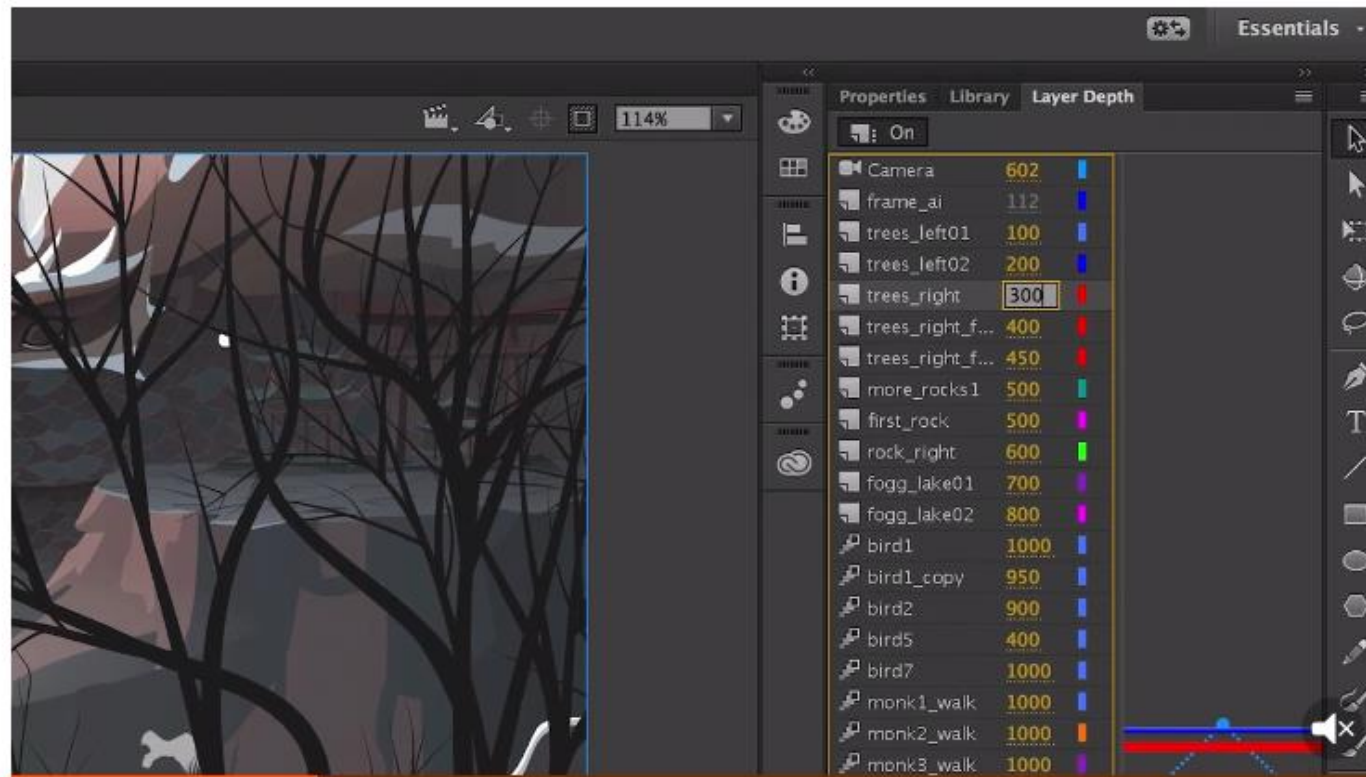 Essentials
Properties Library Layer Depth
114%
On
Camera 602
frame_ai 112
trees_left01 100
trees_left02 200
trees_right 300
trees_right_f... 400
trees_right_f... 450
more_rocks1 500
first_rock 500
rock_right 600
fogg_lake01 700
fogg_lake02 800
bird1 1000
bird1_copy 950
bird2 900
bird5 400
bird7 1000
monk1_walk 1000
monk2_walk 1000
monk3_walk 1000